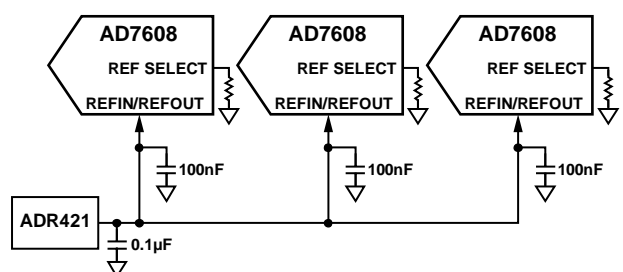 AD7608
REF SELECT
REFIN/REFOUT
100nF
AD7608
REF SELECT
REFIN/REFOUT
100nF
AD7608
REF SELECT
REFIN/REFOUT
100nF
ADR421
0.1µF